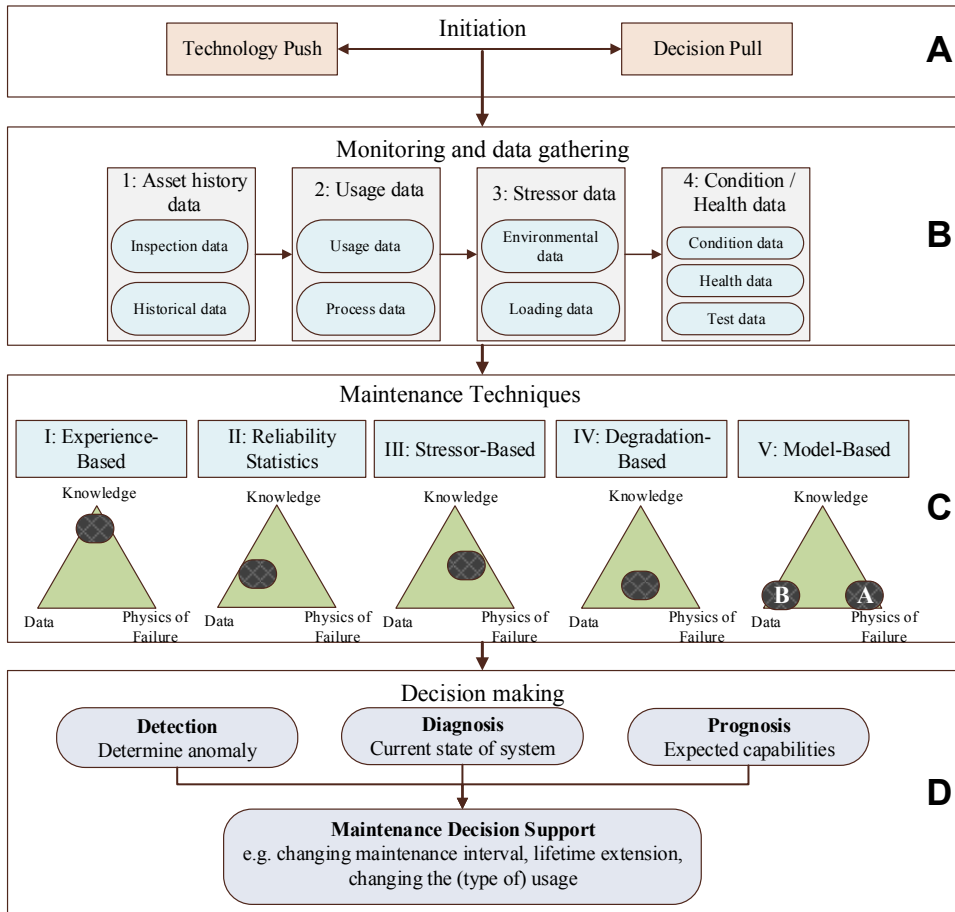 Initiation
Technology Push
Decision Pull
A
Monitoring and data gathering
1: Asset history
data
Inspection data
Historical data
2: Usage data
Usage data
Process data
3: Stressor data
Environmental
data
Loading data
4: Condition /
Health data
Condition data
Health data
Test data
B
Maintenance Techniques
I: Experience-
Based
II: Reliability
Statistics
III: Stressor-Based
IV: Degradation-
Based
V: Model-Based
Knowledge
Data
Physics of
Failure
Knowledge
Data
Physics of
Failure
Knowledge
Data
Physics of
Failure
Knowledge
Data
Physics of
Failure
Knowledge
B
A
Data
Physics of
Failure
C
Decision making
Detection
Determine anomaly
Diagnosis
Current state of system
Prognosis
Expected capabilities
D
Maintenance Decision Support
e.g. changing maintenance interval, lifetime extension,
changing the (type of) usage